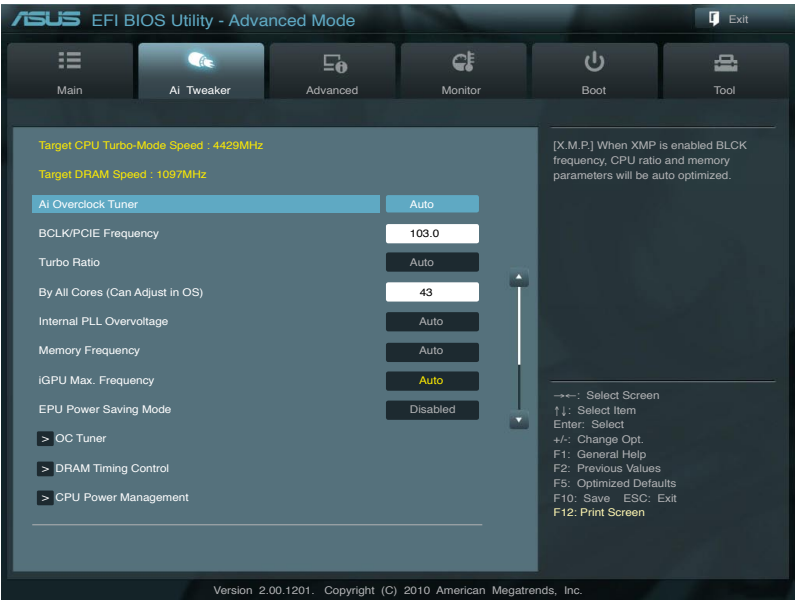 ASUS EFI BIOS Utility - Advanced Mode
Exit
Main
Ai Tweaker
Advanced
Monitor
Boot
Tool
Target CPU Turbo-Mode Speed : 4429MHz
Target DRAM Speed : 1097MHz
Ai Overclock Tuner Auto
BCLK/PCIE Frequency 103.0
Turbo Ratio Auto
By All Cores (Can Adjust in OS) 43
Internal PLL Overvoltage Auto
Memory Frequency Auto
iGPU Max. Frequency Auto
EPU Power Saving Mode Disabled
> OC Tuner
> DRAM Timing Control
> CPU Power Management
[X.M.P.] When XMP is enabled BLCK
frequency, CPU ratio and memory
parameters will be auto optimized.
→←: Select Screen
↑↓: Select Item
Enter: Select
+/-: Change Opt.
F1: General Help
F2: Previous Values
F5: Optimized Defaults
F10: Save ESC: Exit
F12: Print Screen
Version 2.00.1201. Copyright (C) 2010 American Megatrends, Inc.